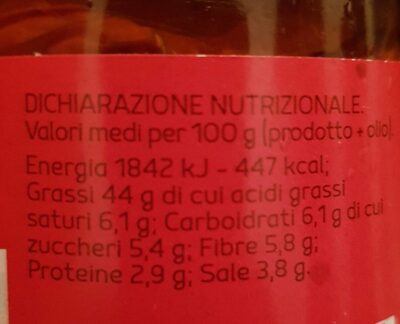 DICHIARAZIONE NUTRIZIONALE.
Valori medi per 100 g (prodotto + olio).
Energia 1842 kJ - 447 kcal;
Grassi 44 g di cui acidi grassi
saturi 6,1 g; Carboidrati 6,1 g di cui
zuccheri 5,4 g; Fibre 5,8 g;
Proteine 2,9 g; Sale 3,8 g.